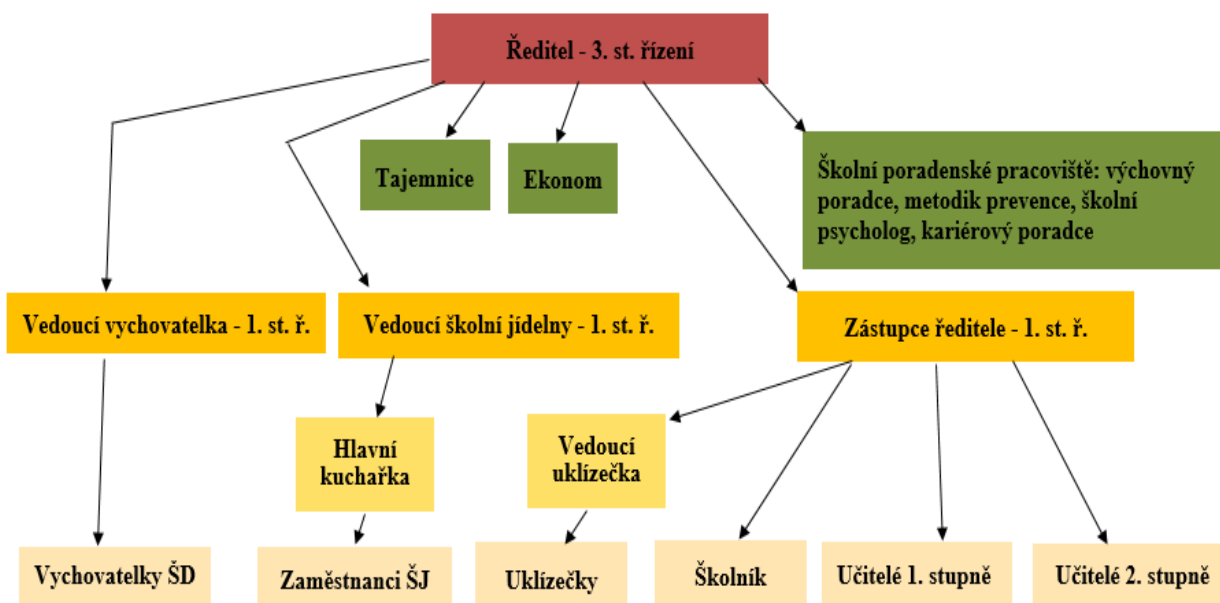 Ředitel - 3. st. řízení
Tajemnice
Ekonom
Školní poradenské pracoviště: výchovný
poradce, metodik prevence, školní
psycholog, kariérový poradce
Vedoucí vychovatelka - 1. st. ř.
Vedoucí školní jídelny - 1. st. ř.
Zástupce ředitele - 1. st. ř.
Hlavní
kuchařka
Vedoucí
uklízečka
Vychovatelky ŠD
Zaměstnanci ŠJ
Uklízečky
Školník
Učitelé 1. stupně
Učitelé 2. stupně